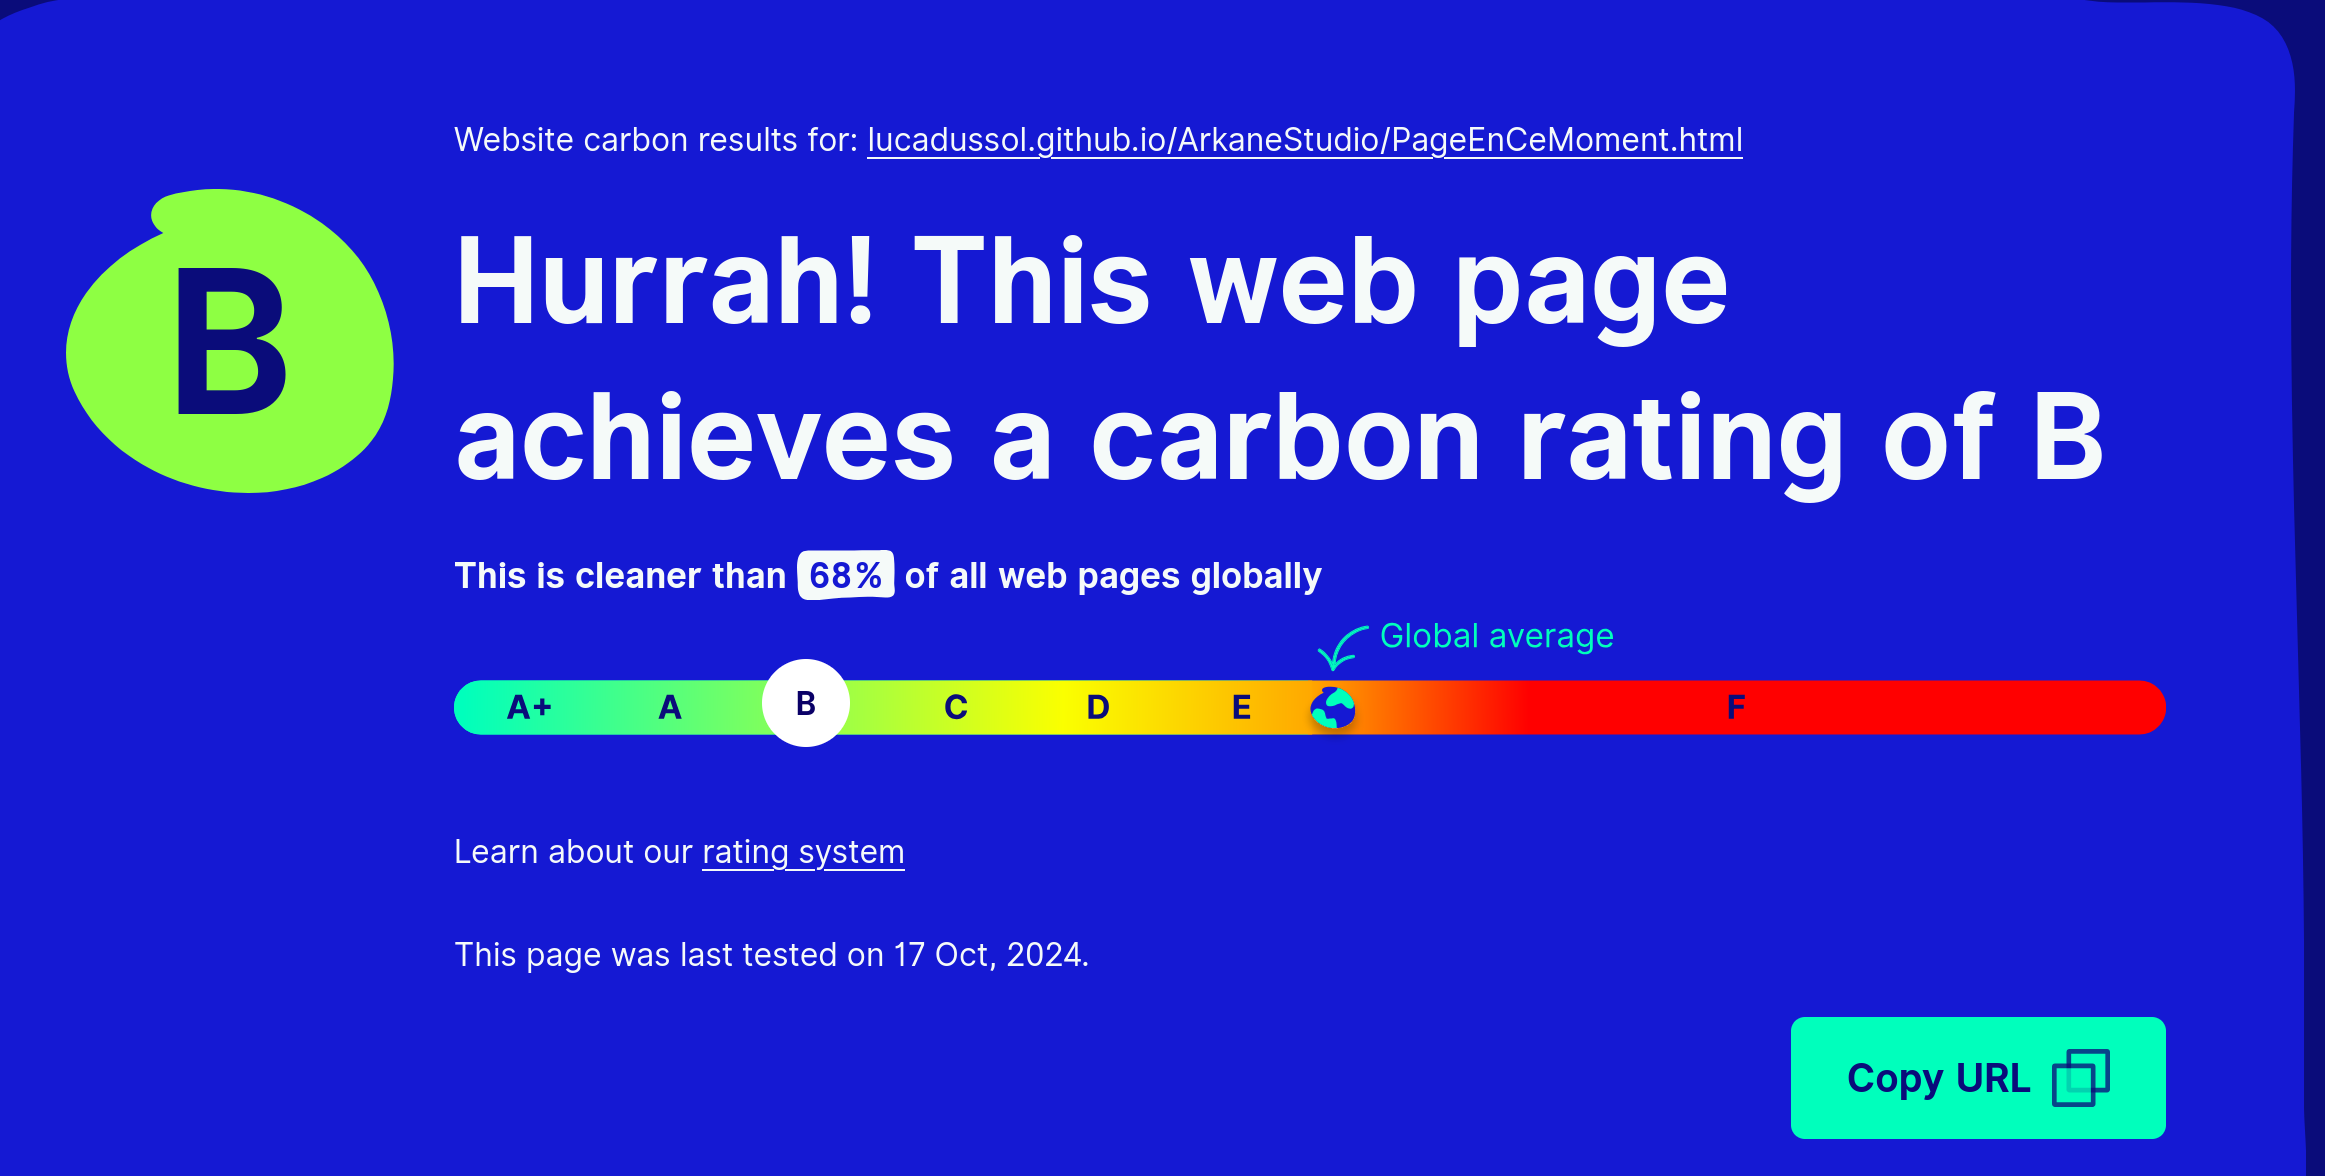 Website carbon results for: lucadussol.github.io/ArkaneStudio/PageEnCeMoment.html
B
Hurrah! This web page
achieves a carbon rating of B
This is cleaner than 68% of all web pages globally
Global average
A+ A B C D E F
Learn about our rating system
This page was last tested on 17 Oct, 2024.
Copy URL